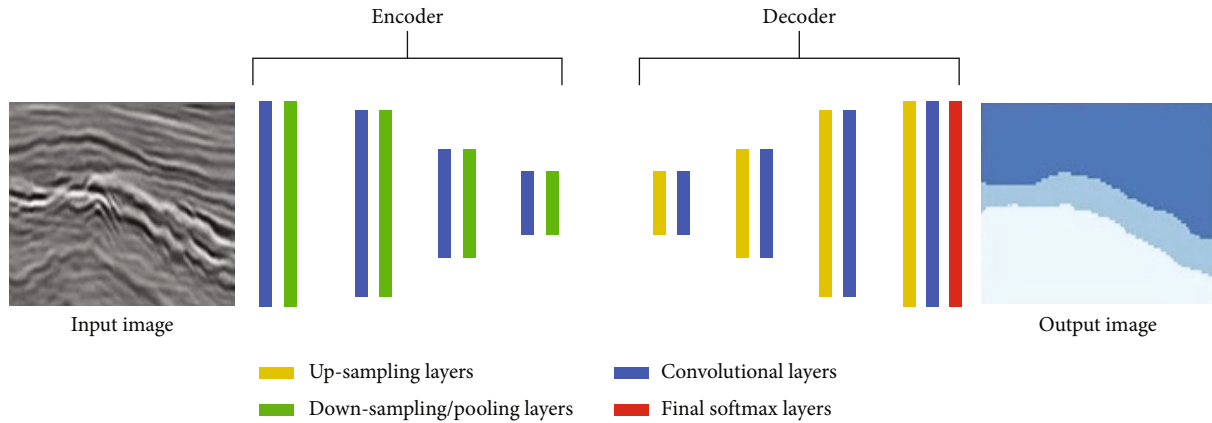 Encoder
Decoder
Input image
Output image
Up-sampling layers
Convolutional layers
Down-sampling/pooling layers
Final softmax layers